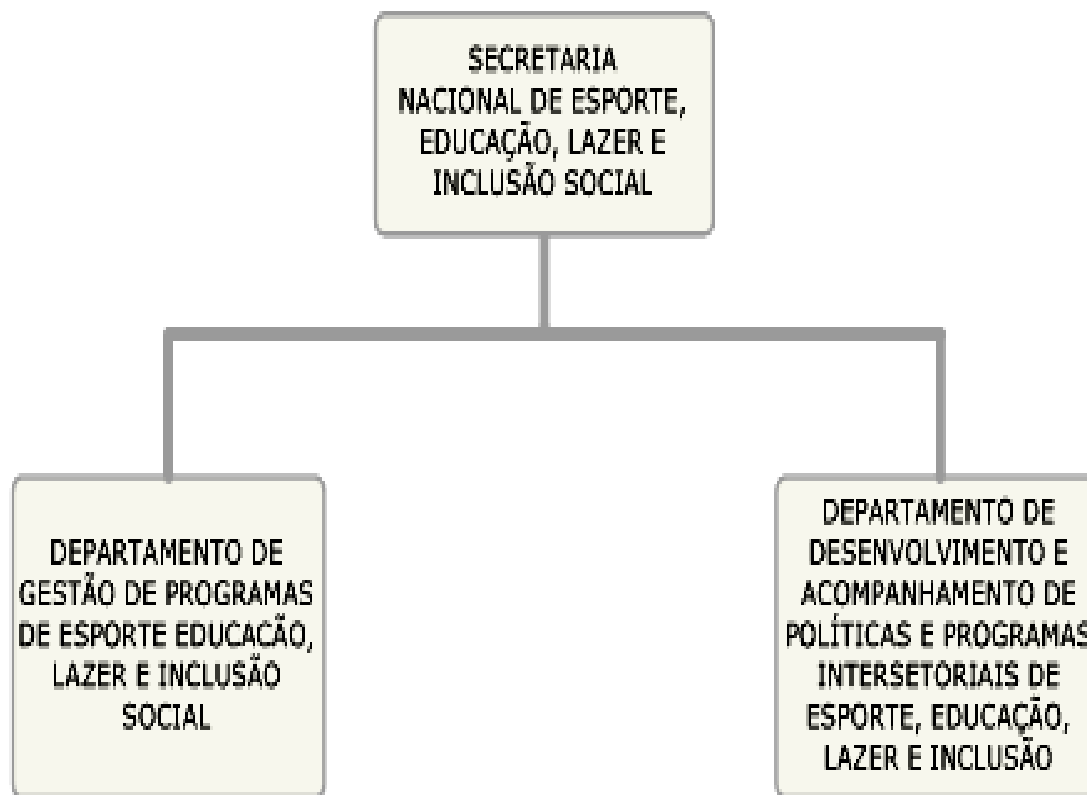 SECRETARIA
NACIONAL DE ESPORTE,
EDUCAÇÃO, LAZER E
INCLUSÃO SOCIAL
DEPARTAMENTO DE
GESTÃO DE PROGRAMAS
DE ESPORTE EDUCAÇÃO,
LAZER E INCLUSÃO
SOCIAL
DEPARTAMENTO DE
DESENVOLVIMENTO E
ACOMPANHAMENTO DE
POLÍTICAS E PROGRAMAS
INTERSETORIAIS DE
ESPORTE, EDUCAÇÃO,
LAZER E INCLUSÃO